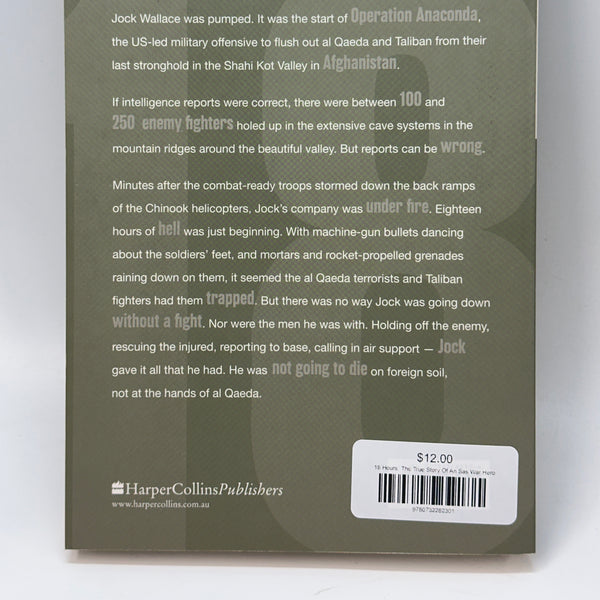 Jock Wallace was pumped. It was the start of Operation Anaconda,
the US-led military offensive to flush out al Qaeda and Taliban from their
last stronghold in the Shahi Kot Valley in Afghanistan.
If intelligence reports were correct, there were between 100 and
250 enemy fighters holed up in the extensive cave systems in the
mountain ridges around the beautiful valley. But reports can be wrong.
Minutes after the combat-ready troops stormed down the back ramps
of the Chinook helicopters, Jock's company was under fire. Eighteen
hours of hell was just beginning. With machine-gun bullets dancing
about the soldiers' feet, and mortars and rocket-propelled grenades
raining down on them, it seemed the al Qaeda terrorists and Taliban
fighters had them trapped. But there was no way Jock was going down
without a fight. Nor were the men he was with. Holding off the enemy,
rescuing the injured, reporting to base, calling in air support — Jock
gave it all that he had. He was not going to die on foreign soil,
not at the hands of al Qaeda.
$12.00
18 Hours: The True Story Of An Sas War Hero
9780732282301
HarperCollinsPublishers
www.harpercollins.com.au